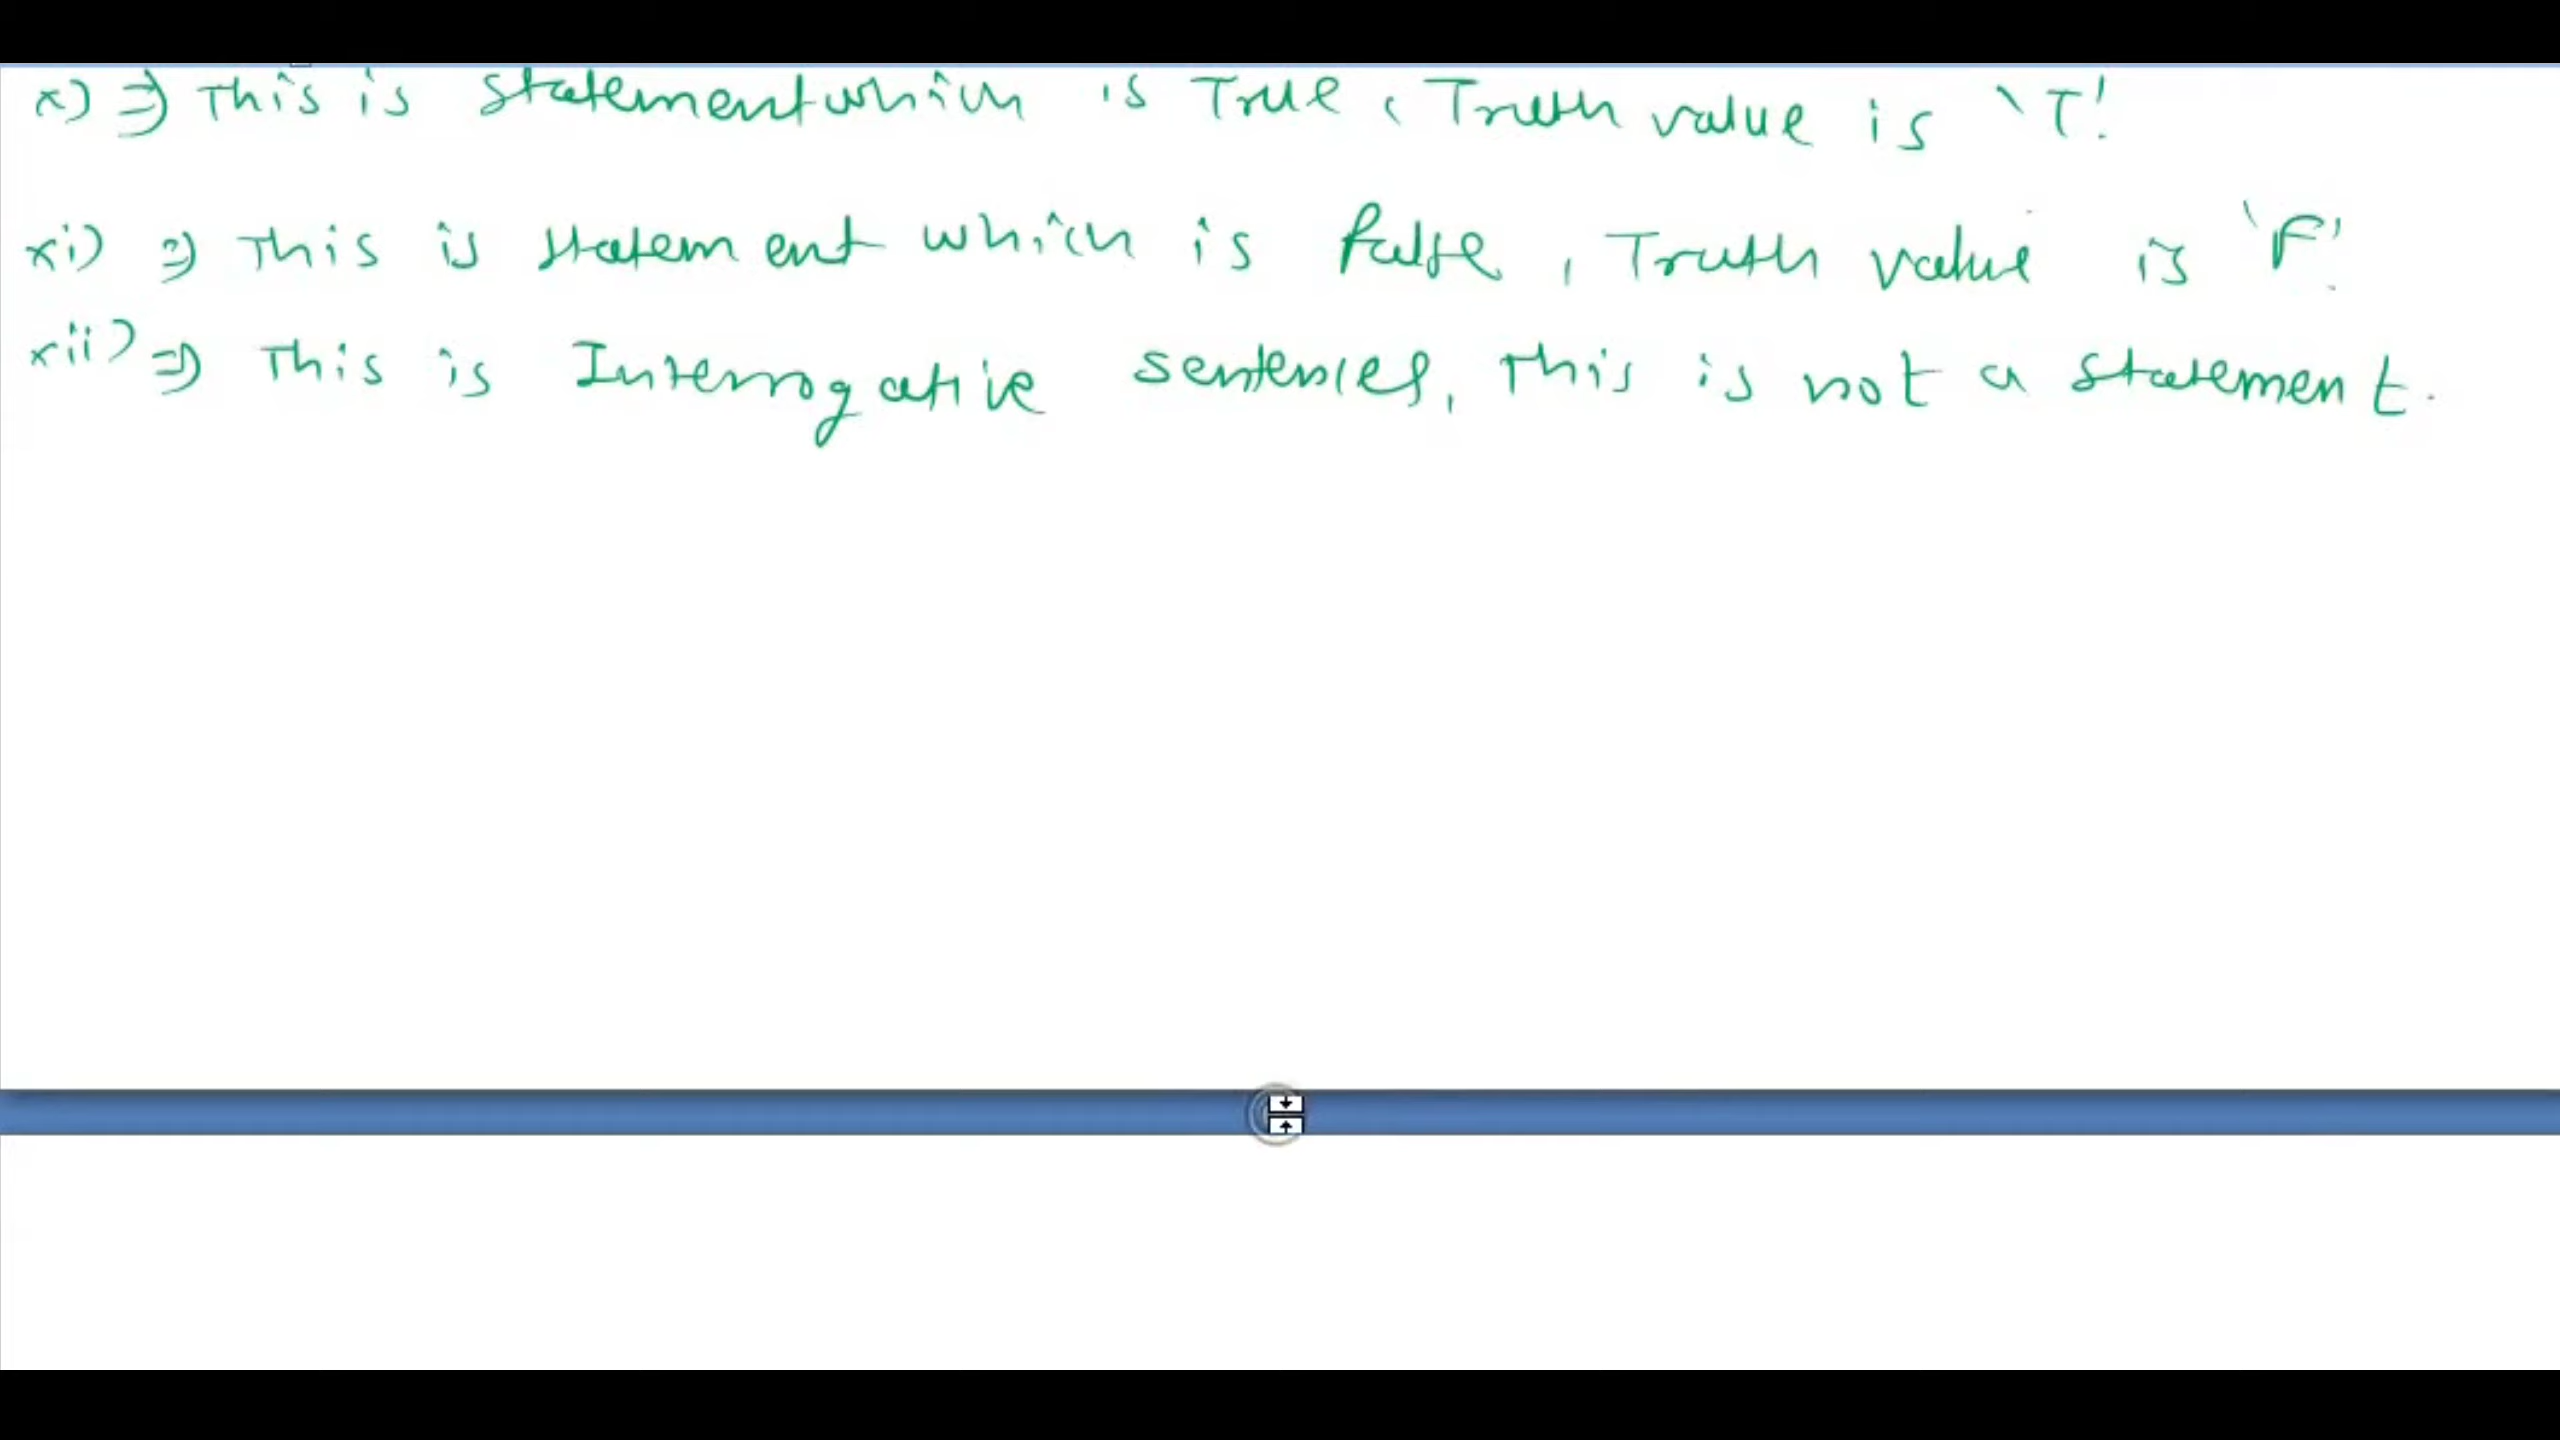 x) ⇒ This is statement which is True, Truth value is 'T'.
xi) ⇒ This is statement which is false, Truth value is 'F'.
xii) ⇒ This is Interrogative sentences, This is not a statement.